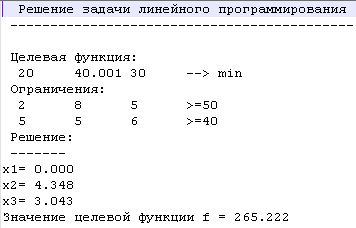 Решение задачи линейного программирования
-------------------------------------------
Целевая функция:
20 40.001 30 --> min
Ограничения:
2 8 5 >=50
5 5 6 >=40
Решение:
-------
x1= 0.000
x2= 4.348
x3= 3.043
Значение целевой функции f = 265.222